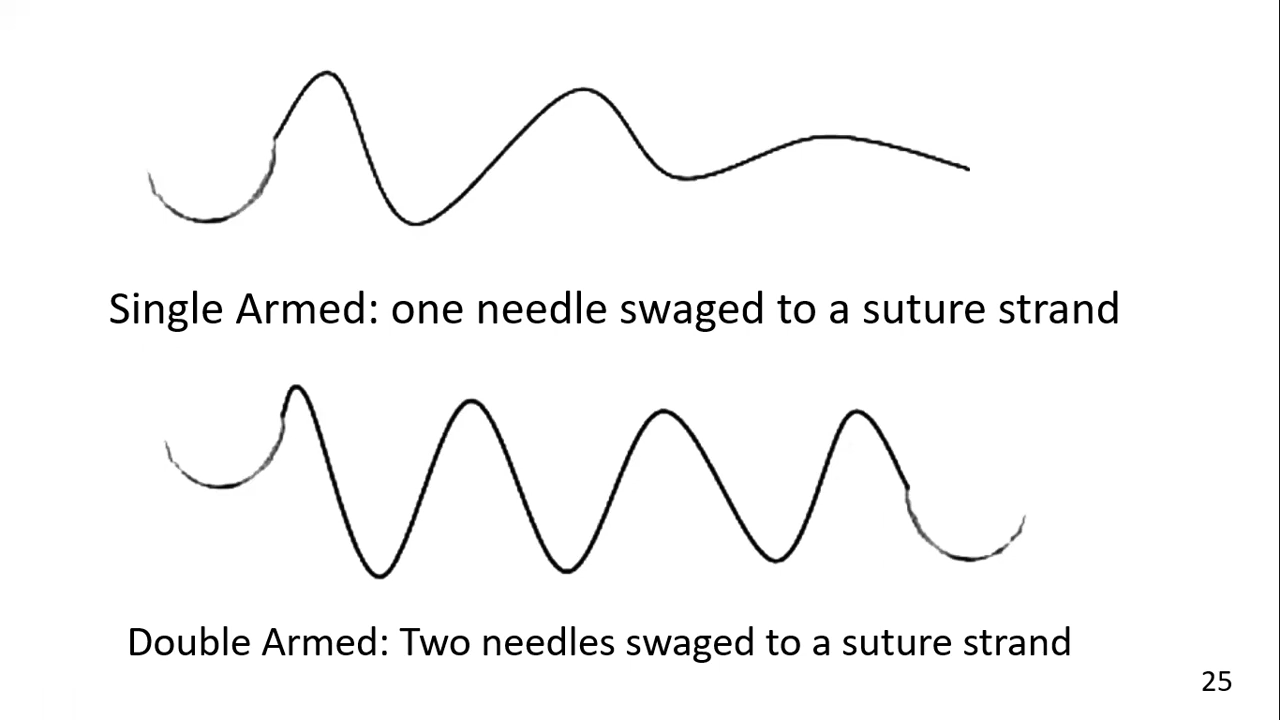 Single Armed: one needle swaged to a suture strand
Double Armed: Two needles swaged to a suture strand
25